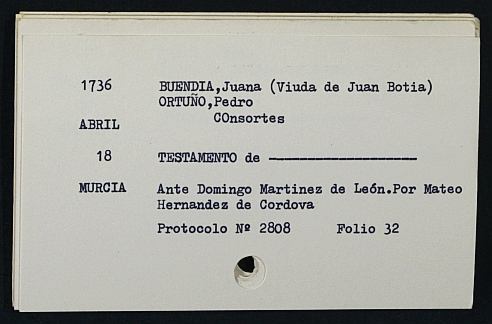 1736 BUENDIA,Juana (Viuda de Juan Botia)
ORTUÑO,Pedro
ABRIL COnsortes
18 TESTAMENTO de -------------------
MURCIA Ante Domingo Martinez de León.Por Mateo
Hernandez de Cordova
Protocolo Nº 2808 Folio 32